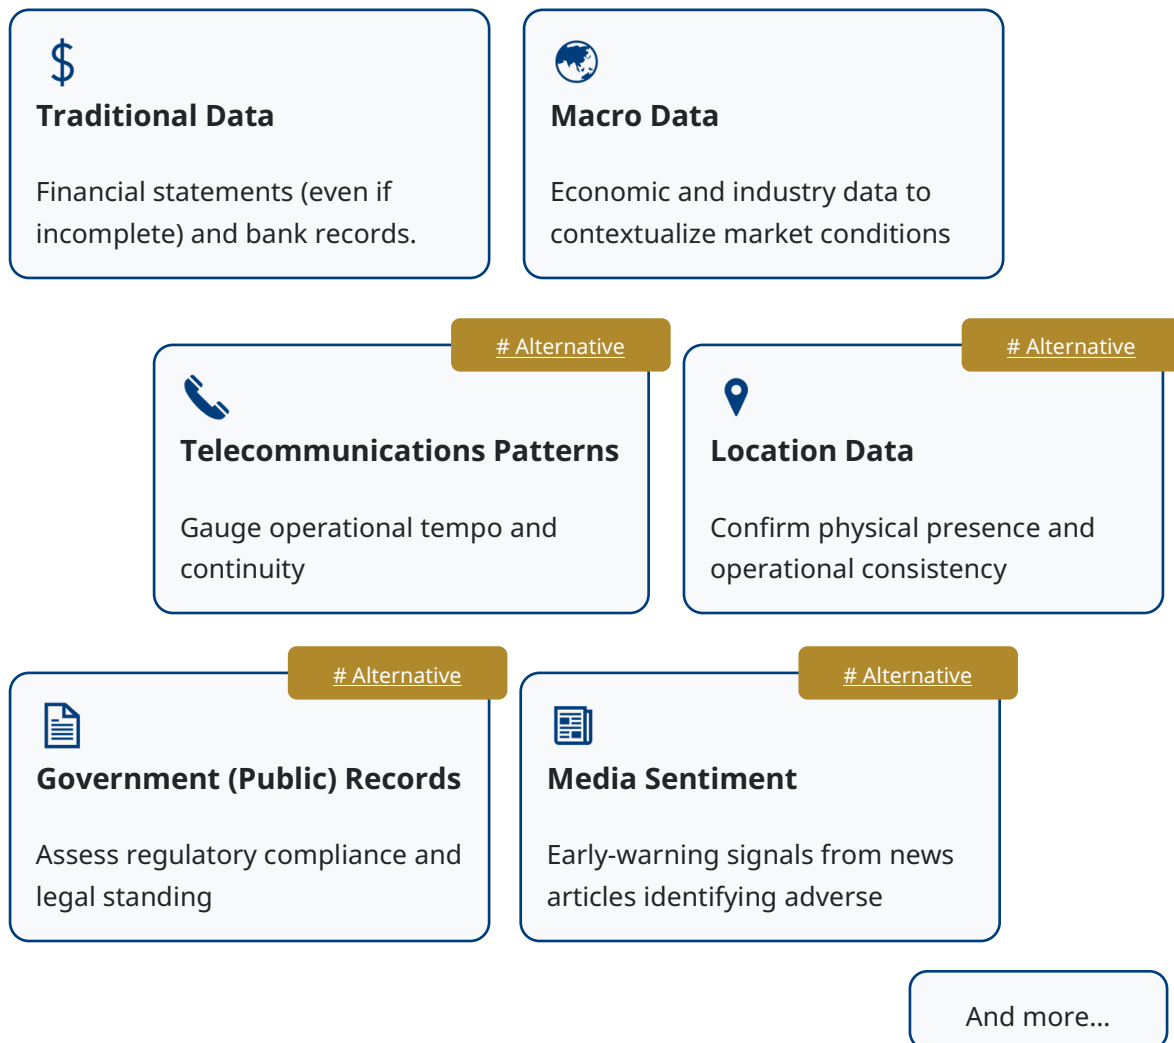 Traditional Data
Financial statements (even if
incomplete) and bank records.
Macro Data
Economic and industry data to
contextualize market conditions
# Alternative
Telecommunications Patterns
Gauge operational tempo and
continuity
# Alternative
Location Data
Confirm physical presence and
operational consistency
# Alternative
Government (Public) Records
Assess regulatory compliance and
legal standing
# Alternative
Media Sentiment
Early-warning signals from news
articles identifying adverse
And more...